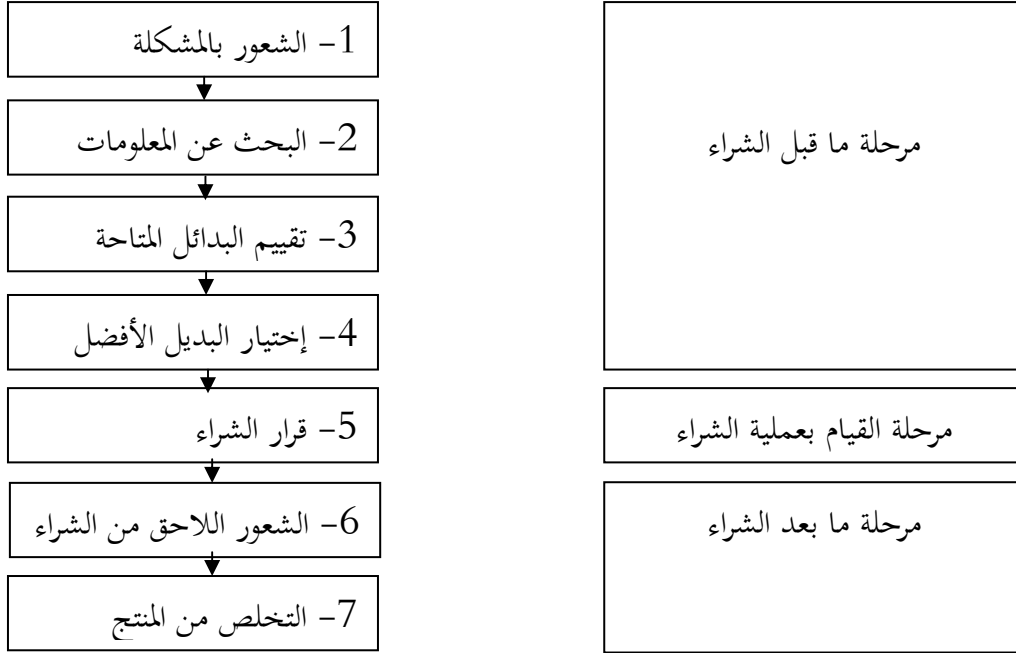 1- الشعور بالمشكلة
2- البحث عن المعلومات
3- تقييم البدائل المتاحة
4- إختيار البديل الأفضل
5- قرار الشراء
6- الشعور اللاحق من الشراء
7- التخلص من المنتج
مرحلة ما قبل الشراء
مرحلة القيام بعملية الشراء
مرحلة ما بعد الشراء